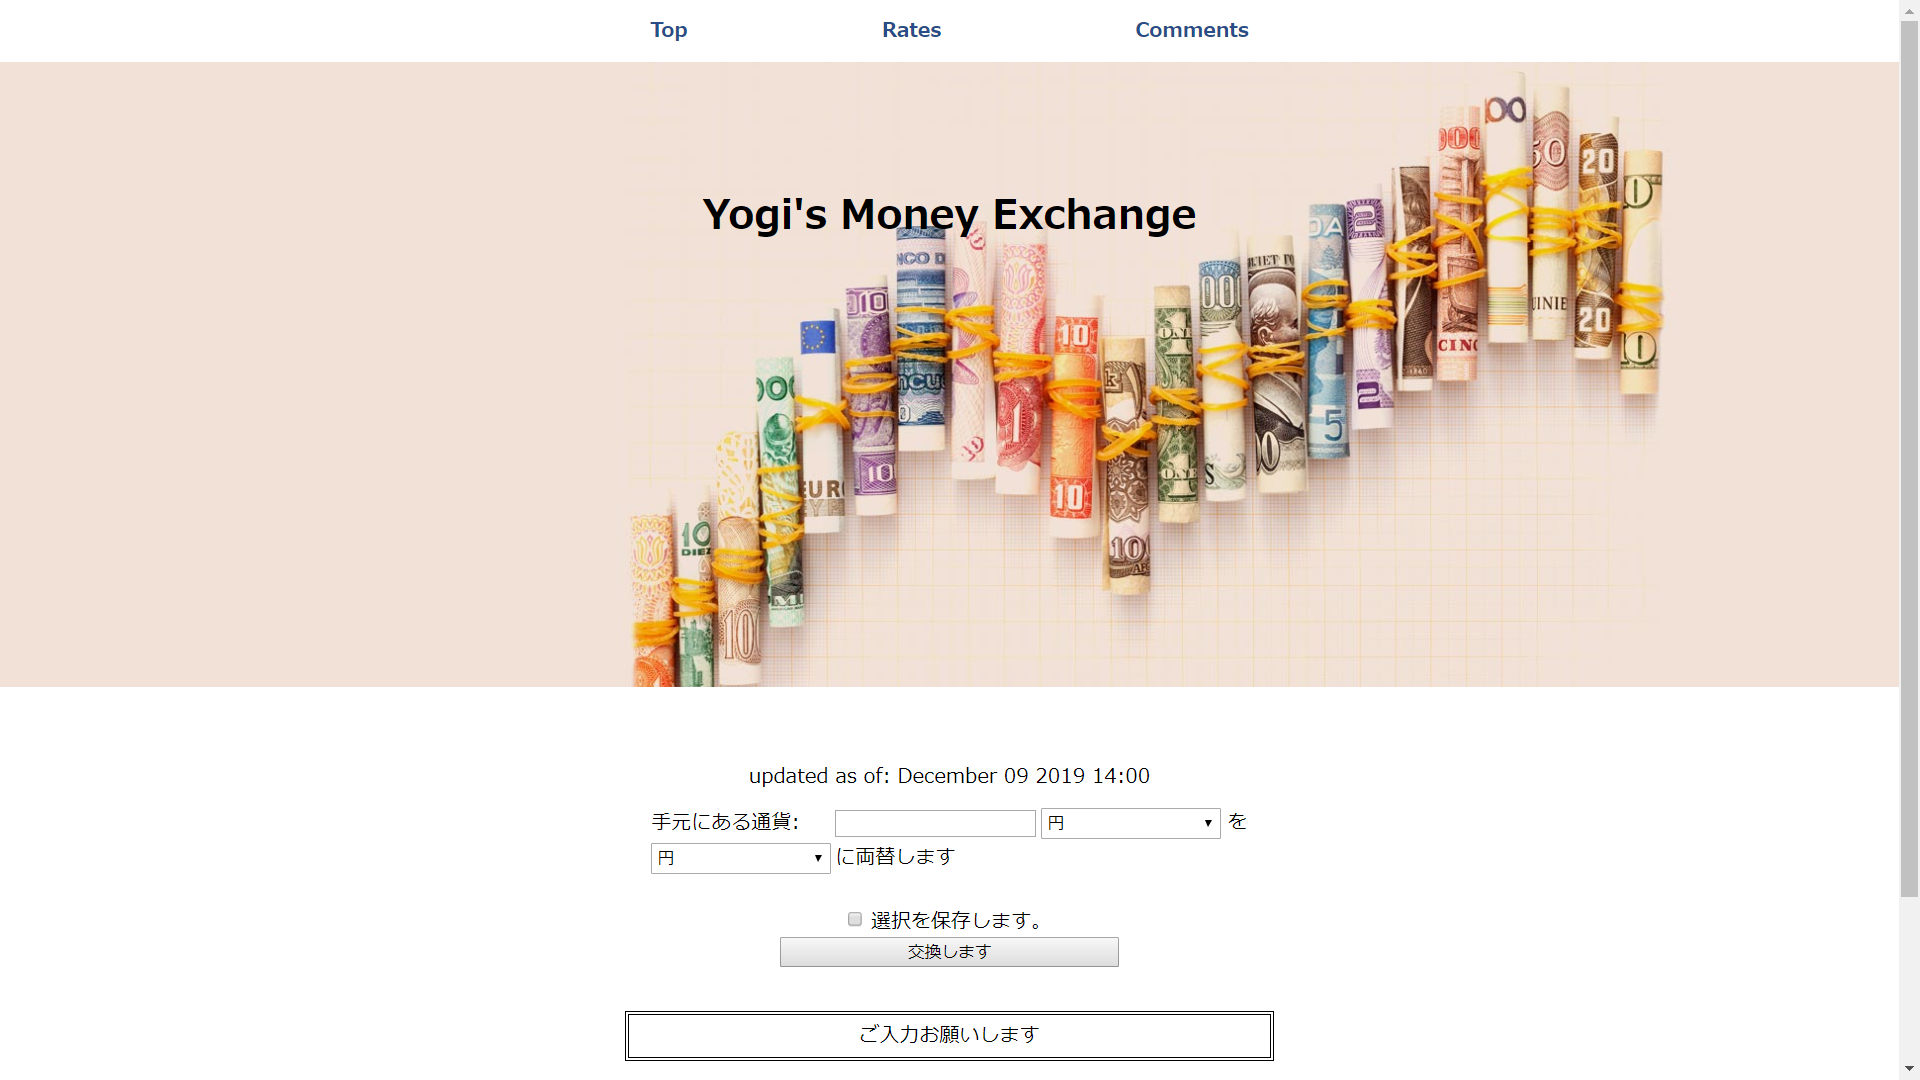 Top Rates Comments
Yogi's Money Exchange
updated as of: December 09 2019 14:00
手元にある通貨: 円 を
円 に両替します
選択を保存します。
交換します
ご入力お願いします